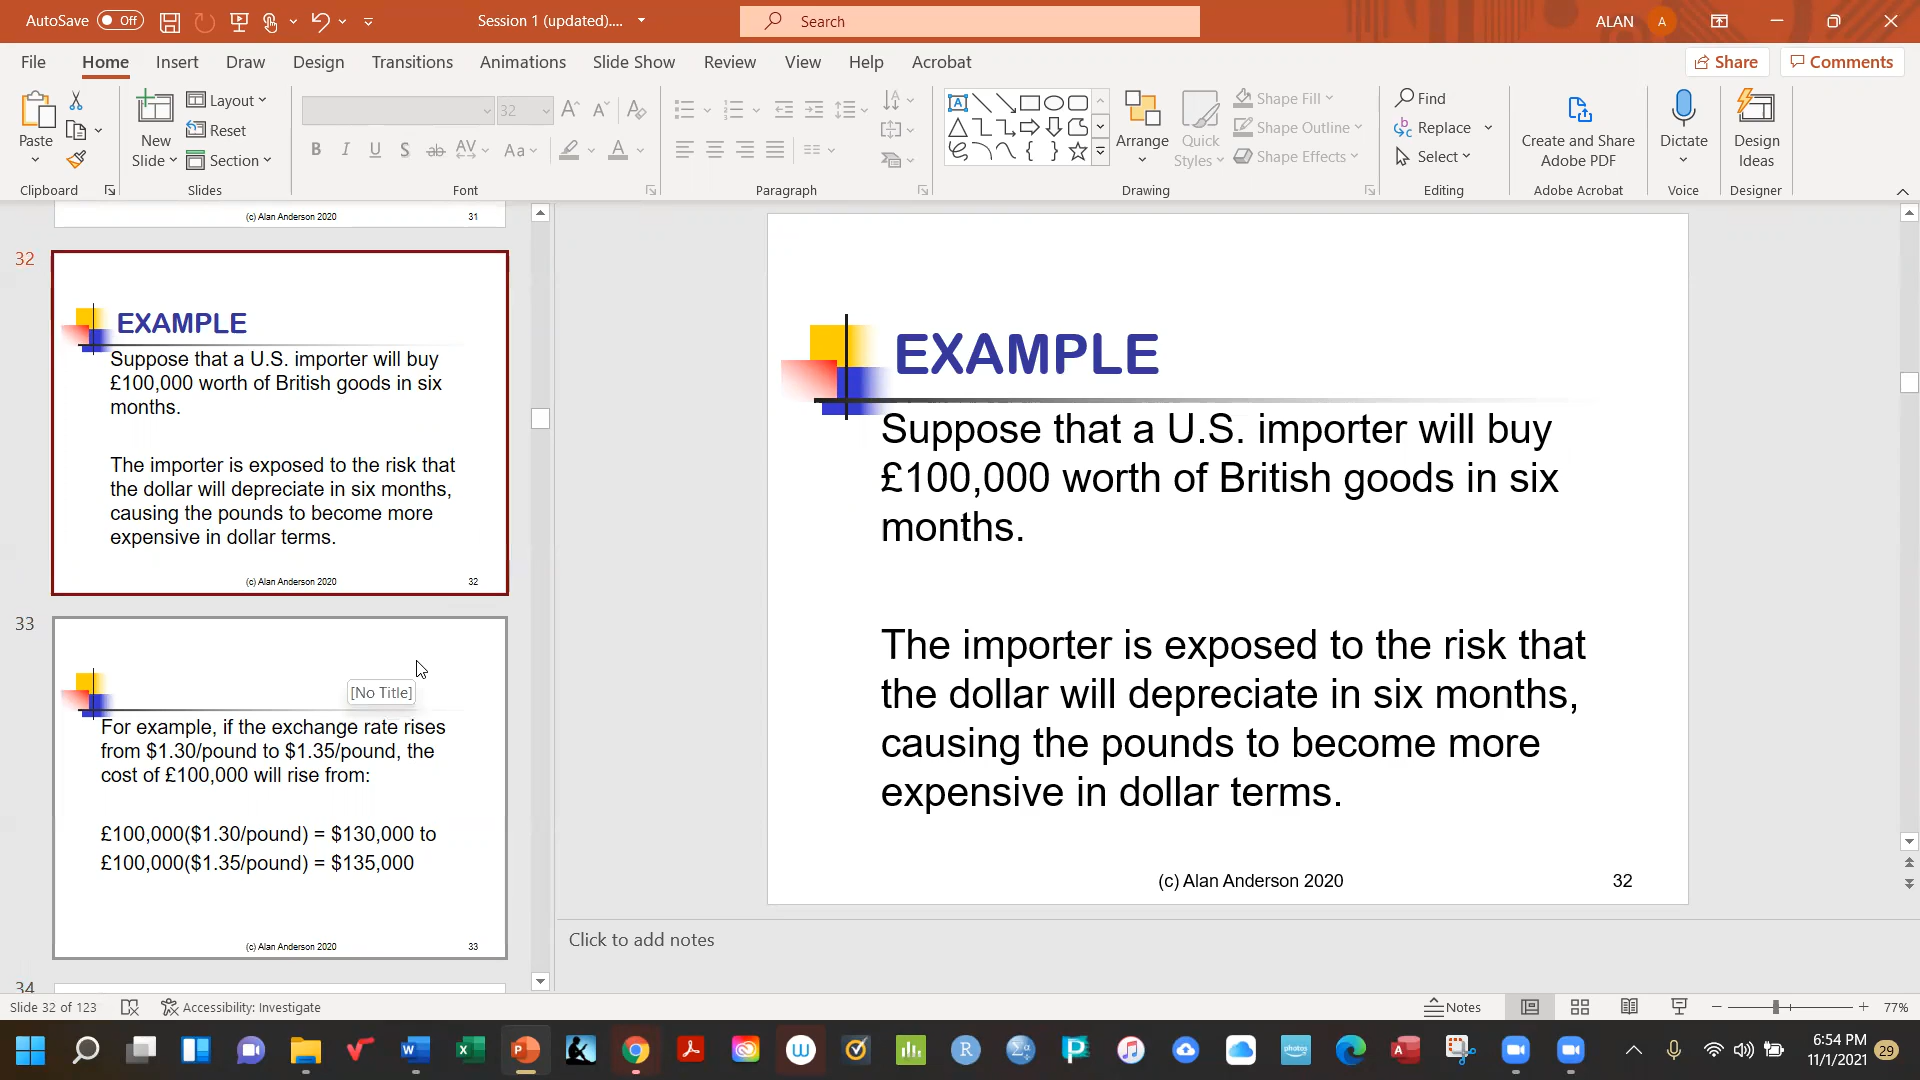 AutoSave Off
Session 1 (updated)....
Search
ALAN A
File Home Insert Draw Design Transitions Animations Slide Show Review View Help Acrobat
Share Comments
Paste
New Slide
Layout
Reset
Section
32
B I U S ab AV Aa A
Arrange
Quick Styles
Shape Fill
Shape Outline
Shape Effects
Find
Replace
Select
Create and Share Adobe PDF
Dictate
Design Ideas
Clipboard Slides Font Paragraph Drawing Editing Adobe Acrobat Voice Designer
(c) Alan Anderson 2020 31
32
EXAMPLE
Suppose that a U.S. importer will buy
£100,000 worth of British goods in six
months.
The importer is exposed to the risk that
the dollar will depreciate in six months,
causing the pounds to become more
expensive in dollar terms.
(c) Alan Anderson 2020 32
33
[No Title]
For example, if the exchange rate rises
from $1.30/pound to $1.35/pound, the
cost of £100,000 will rise from:
£100,000($1.30/pound) = $130,000 to
£100,000($1.35/pound) = $135,000
(c) Alan Anderson 2020 33
34
EXAMPLE
Suppose that a U.S. importer will buy
£100,000 worth of British goods in six
months.
The importer is exposed to the risk that
the dollar will depreciate in six months,
causing the pounds to become more
expensive in dollar terms.
(c) Alan Anderson 2020 32
Click to add notes
Slide 32 of 123 Accessibility: Investigate
Notes 77%
6:54 PM
11/1/2021 29